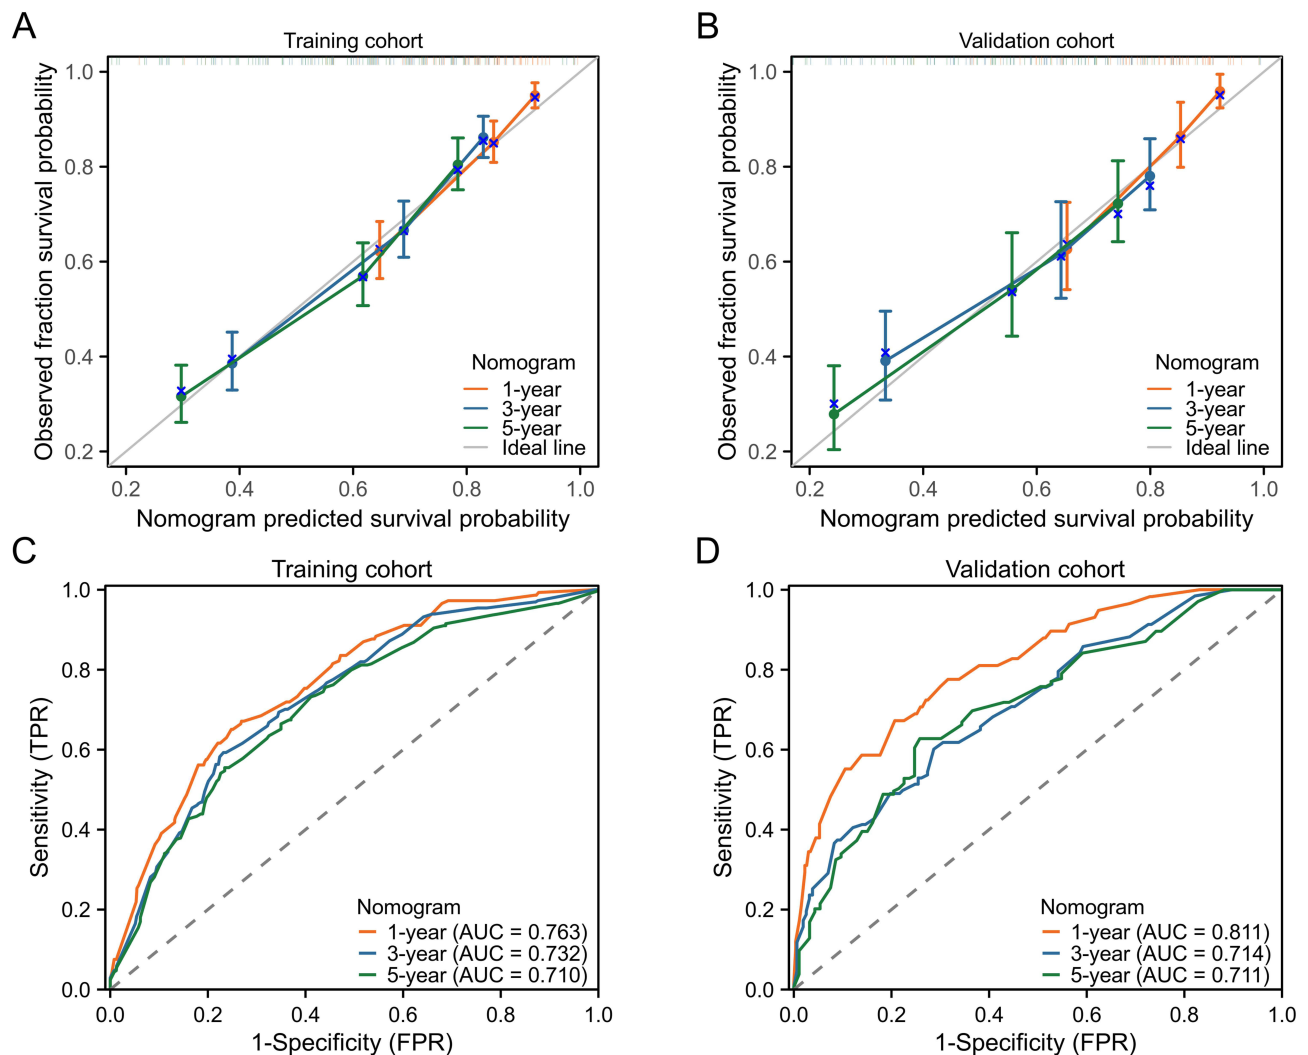 A
Training cohort
Observed fraction survival probability
1.0
0.8
0.6
0.4
0.2
0.2 0.4 0.6 0.8 1.0
Nomogram predicted survival probability
Nomogram
1-year
3-year
5-year
Ideal line
B
Validation cohort
Observed fraction survival probability
1.0
0.8
0.6
0.4
0.2
0.2 0.4 0.6 0.8 1.0
Nomogram predicted survival probability
Nomogram
1-year
3-year
5-year
Ideal line
C
Training cohort
Sensitivity (TPR)
1.0
0.8
0.6
0.4
0.2
0.0
0.0 0.2 0.4 0.6 0.8 1.0
1-Specificity (FPR)
Nomogram
1-year (AUC = 0.763)
3-year (AUC = 0.732)
5-year (AUC = 0.710)
D
Validation cohort
Sensitivity (TPR)
1.0
0.8
0.6
0.4
0.2
0.0
0.0 0.2 0.4 0.6 0.8 1.0
1-Specificity (FPR)
Nomogram
1-year (AUC = 0.811)
3-year (AUC = 0.714)
5-year (AUC = 0.711)